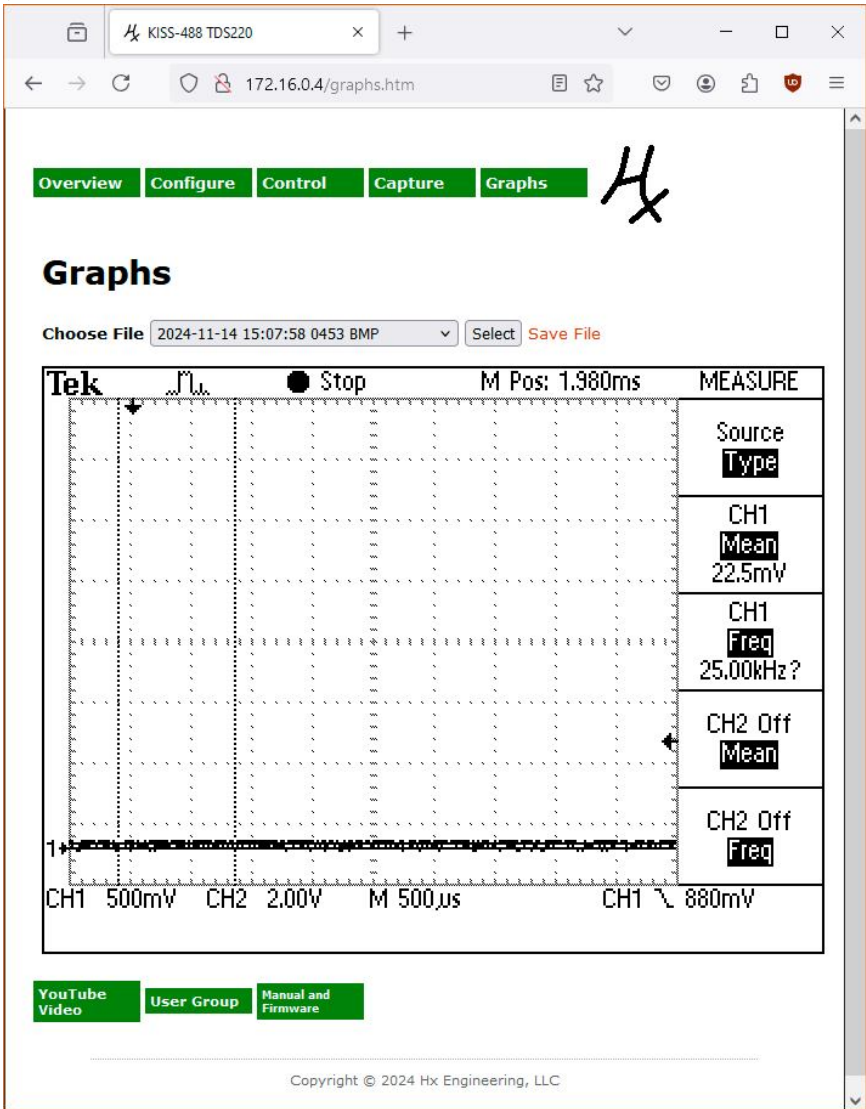 KISS-488 TDS220
172.16.0.4/graphs.htm
Overview Configure Control Capture Graphs Hx
Graphs
Choose File 2024-11-14 15:07:58 0453 BMP Select Save File
Tek Stop M Pos: 1.980ms MEASURE
Source
Type
CH1
Mean
22.5mV
CH1
Freq
25.00kHz?
CH2 Off
Mean
CH2 Off
Freq
1
CH1 500mV CH2 2.00V M 500µs CH1 880mV
YouTube
Video
User Group
Manual and
Firmware
Copyright © 2024 Hx Engineering, LLC